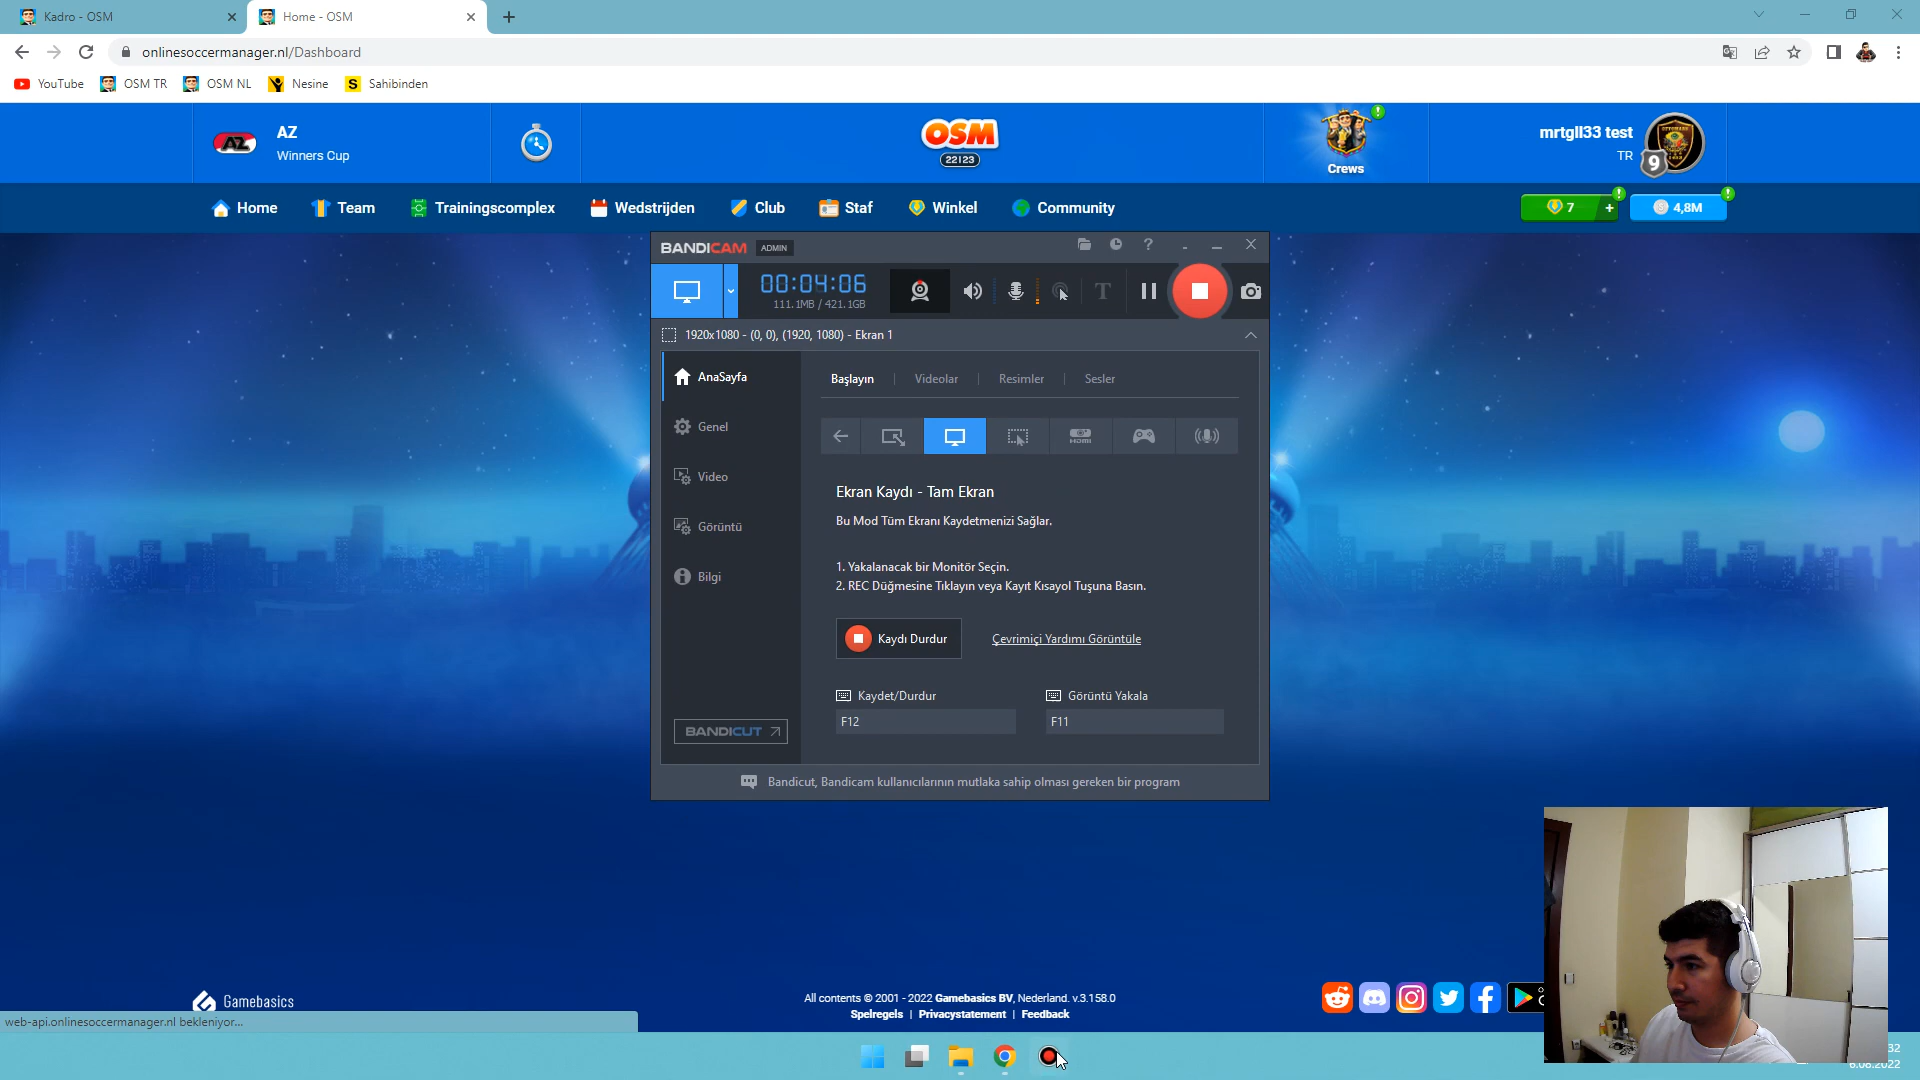 Kadro - OSM
Home - OSM
onlinesoccermanager.nl/Dashboard
YouTube
OSM TR
OSM NL
Nesine
Sahibinden
AZ
Winners Cup
OSM
22123
Crews
mrtgll33 test
TR
9
Home
Team
Trainingscomplex
Wedstrijden
Club
Staf
Winkel
Community
7
4,8M
BANDICAM
ADMIN
00:04:06
111.1MB / 421.1GB
1920x1080 - (0, 0), (1920, 1080) - Ekran 1
AnaSayfa
Genel
Video
Görüntü
Bilgi
BANDICUT
Başlayın
Videolar
Resimler
Sesler
HDMI
Ekran Kaydı - Tam Ekran
Bu Mod Tüm Ekranı Kaydetmenizi Sağlar.
1. Yakalanacak bir Monitör Seçin.
2. REC Düğmesine Tıklayın veya Kayıt Kısayol Tuşuna Basın.
Kaydı Durdur
Çevrimiçi Yardımı Görüntüle
Kaydet/Durdur
Görüntü Yakala
F12
F11
Bandicut, Bandicam kullanıcılarının mutlaka sahip olması gereken bir program
Gamebasics
All contents © 2001 - 2022 Gamebasics BV, Nederland. v.3.158.0
Spelregels | Privacystatement | Feedback
web-api.onlinesoccermanager.nl bekleniyor...
32
6.08.2022